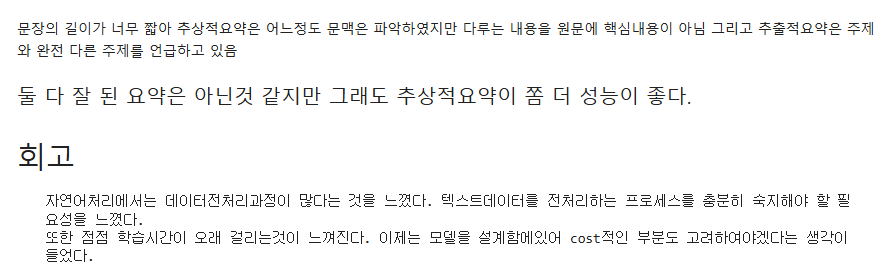 문장의 길이가 너무 짧아 추상적요약은 어느정도 문맥은 파악하였지만 다루는 내용을 원문에 핵심내용이 아님 그리고 추출적요약은 주제
와 완전 다른 주제를 언급하고 있음
둘 다 잘 된 요약은 아닌것 같지만 그래도 추상적요약이 쫌 더 성능이 좋다.
회고
자연어처리에서는 데이터전처리과정이 많다는 것을 느꼈다. 텍스트데이터를 전처리하는 프로세스를 충분히 숙지해야 할 필
요성을 느꼈다.
또한 점점 학습시간이 오래 걸리는것이 느껴진다. 이제는 모델을 설계함에있어 cost적인 부분도 고려하여야겠다는 생각이
들었다.